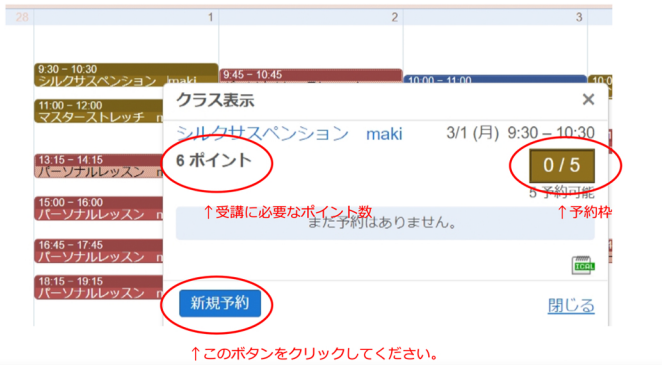 28
1
2
3
9:30 – 10:30
シルクサスペンション maki
9:45 – 10:45
10:00 – 11:00
11:00 – 12:00
マスターストレッチ
13:15 – 14:15
パーソナルレッスン
15:00 – 16:00
パーソナルレッスン
16:45 – 17:45
パーソナルレッスン
18:15 – 19:15
パーソナルレッスン
クラス表示
×
シルクサスペンション maki
3/1 (月) 9:30 – 10:30
6 ポイント
0 / 5
5 予約可能
↑受講に必要なポイント数
↑予約枠
まだ予約はありません。
ICAL
新規予約
閉じる
↑このボタンをクリックしてください。